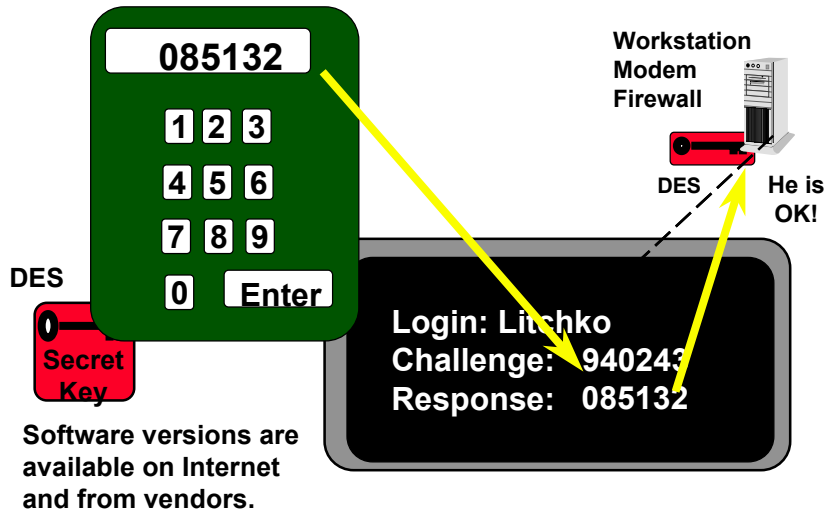 085132
1 2 3
4 5 6
7 8 9
0 Enter
DES
Secret
Key
Software versions are
available on Internet
and from vendors.
Workstation
Modem
Firewall
DES
He is
OK!
Login: Litchko
Challenge: 940243
Response: 085132